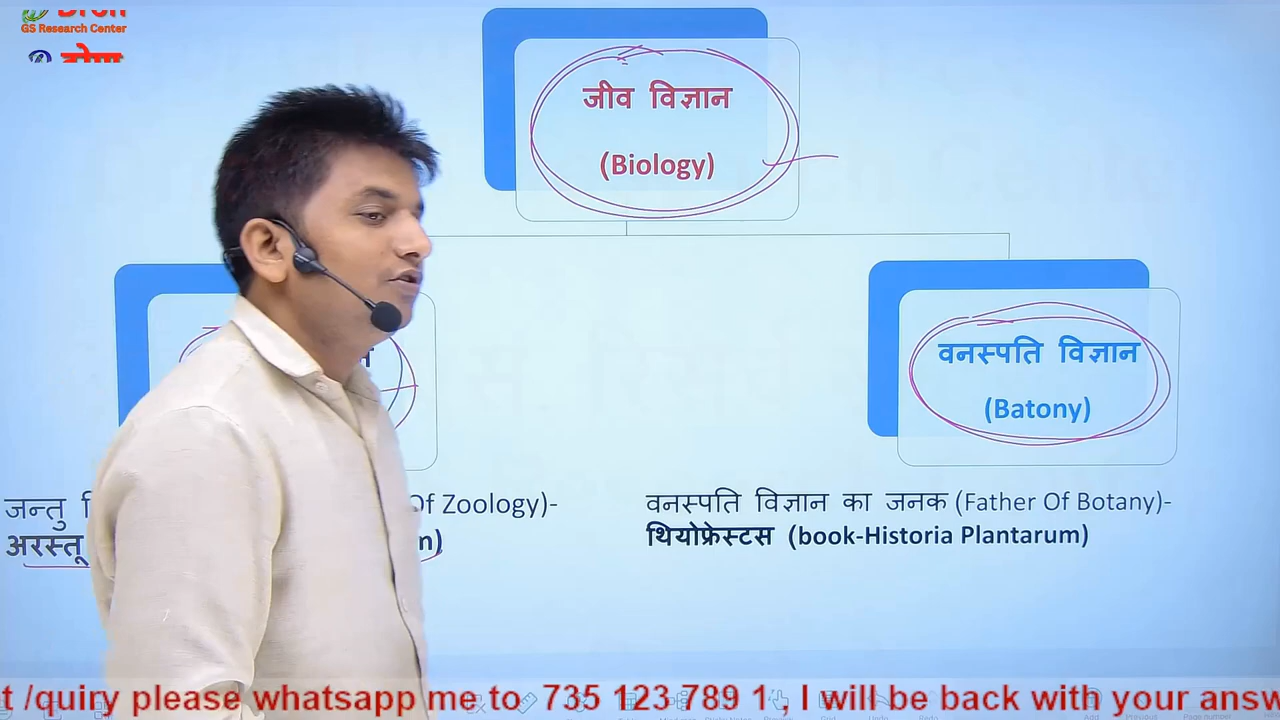 GS Research Center
जीव विज्ञान
(Biology)
वनस्पति विज्ञान
(Batony)
जन्तु
Of Zoology)-
अरस्तू
वनस्पति विज्ञान का जनक (Father Of Botany)-
थियोफ्रेस्टस (book-Historia Plantarum)
/quiry please whatsapp me to 735 123 789 1, I will be back with your